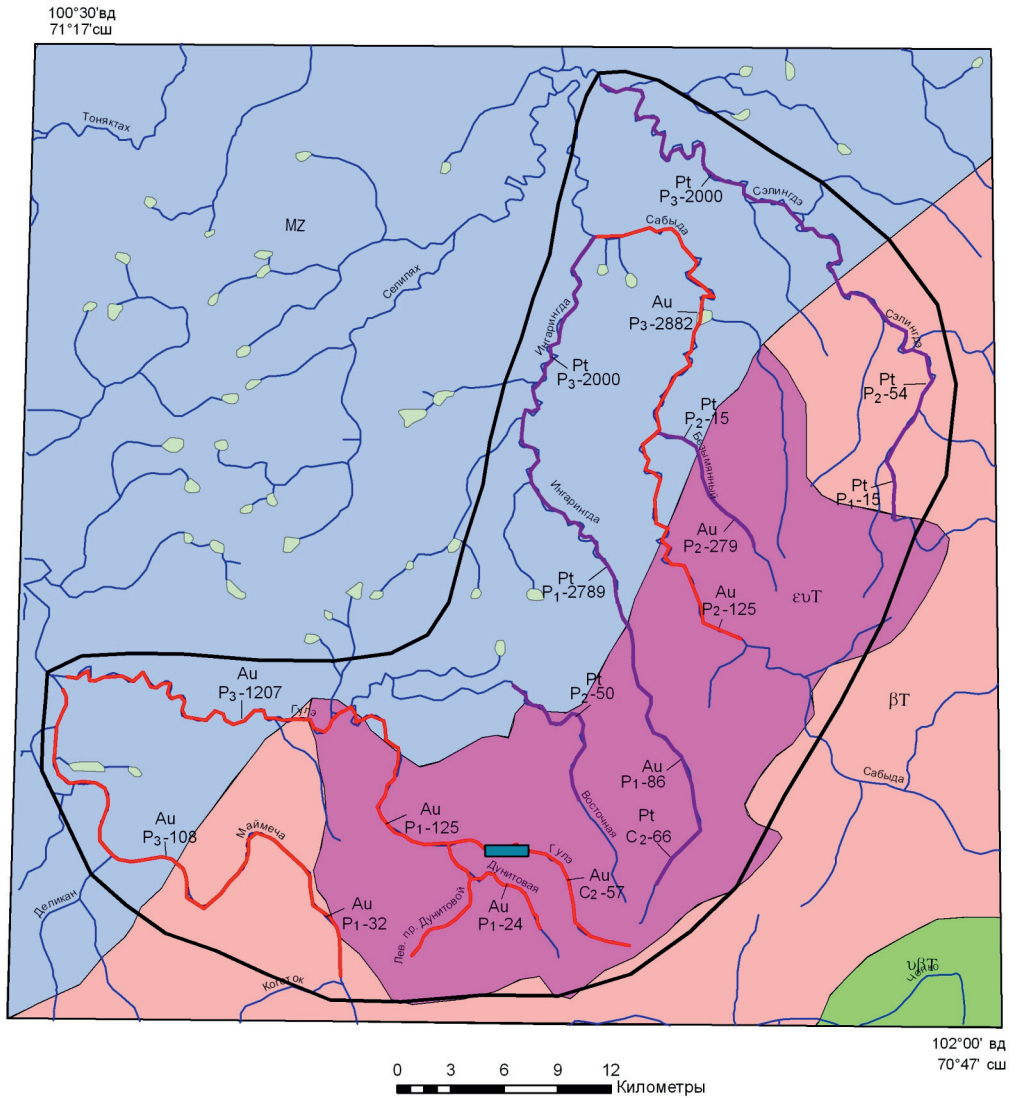 100°30'вд
71°17'сш
Тоняктах
Pt
P3-2000
Сэлингдэ
MZ
Сабыда
Селилях
Au
P3-2882
Ингарингда
Сэлингдэ
Pt
P3-2000
Pt
P2-54
Pt
P2-15
Безымянный
Ингарингда
Pt
P1-15
Au
P2-279
Pt
P1-2789
Au
P2-125
ευT
Au
P3-1207
Pt
P2-50
Гулэ
βT
Au
P1-86
Сабыда
Восточная
Au
P1-125
Pt
C2-66
Au
P3-108
Маймеча
Гулэ
Дунитовая
Au
C2-57
Деликан
Au
P1-32
Лев. пр. Дунитовой
Au
P1-24
Коготок
υβT
102°00' вд
70°47' сш
0 3 6 9 12
Километры